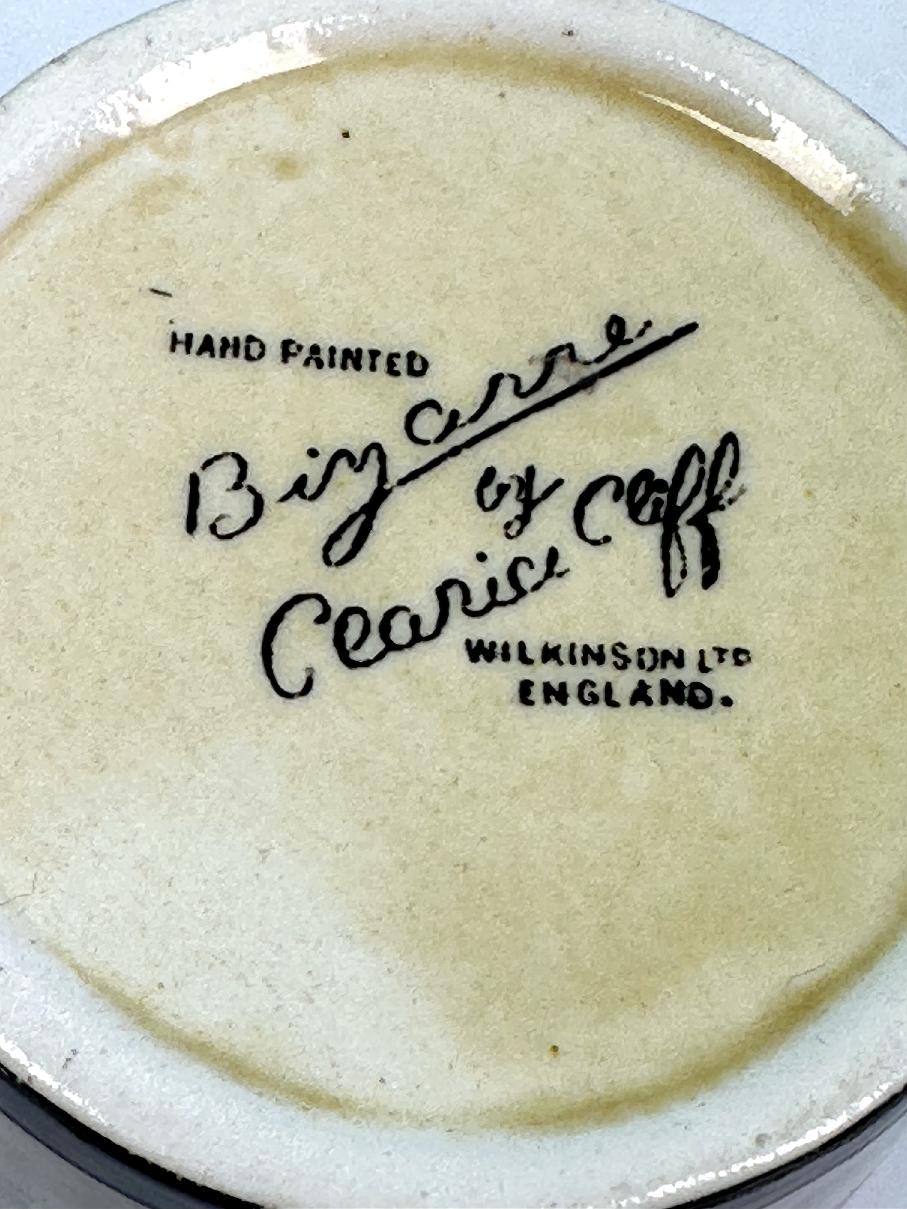 HAND PAINTED
Bizarre
by
Clarice Cliff
WILKINSON LTD
ENGLAND.